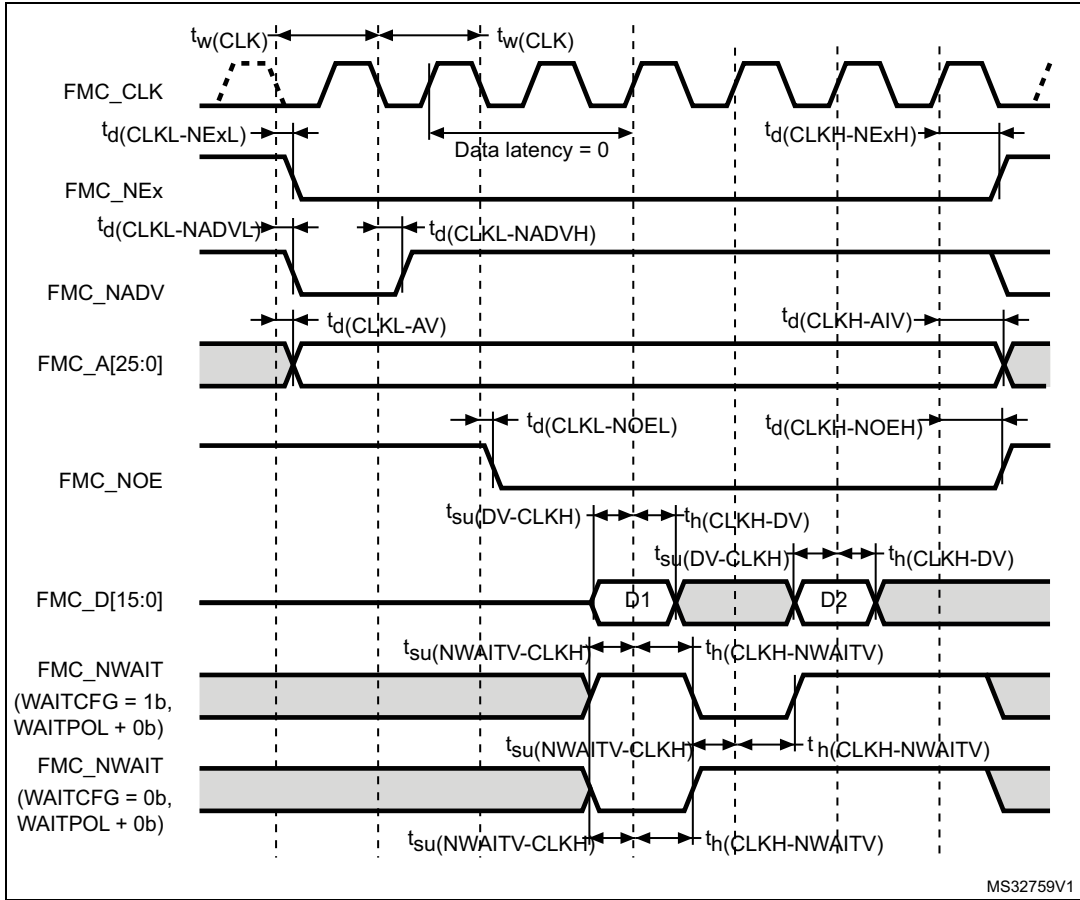 tw(CLK) tw(CLK)
FMC_CLK
td(CLKL-NExL) Data latency = 0 td(CLKH-NExH)
FMC_NEx
td(CLKL-NADVL) td(CLKL-NADVH)
FMC_NADV
td(CLKL-AV) td(CLKH-AIV)
FMC_A[25:0]
td(CLKL-NOEL) td(CLKH-NOEH)
FMC_NOE
tsu(DV-CLKH) th(CLKH-DV)
tsu(DV-CLKH) th(CLKH-DV)
FMC_D[15:0] D1 D2
tsu(NWAITV-CLKH) th(CLKH-NWAITV)
FMC_NWAIT
(WAITCFG = 1b,
WAITPOL + 0b)
tsu(NWAITV-CLKH) t h(CLKH-NWAITV)
FMC_NWAIT
(WAITCFG = 0b,
WAITPOL + 0b)
tsu(NWAITV-CLKH) th(CLKH-NWAITV)
MS32759V1